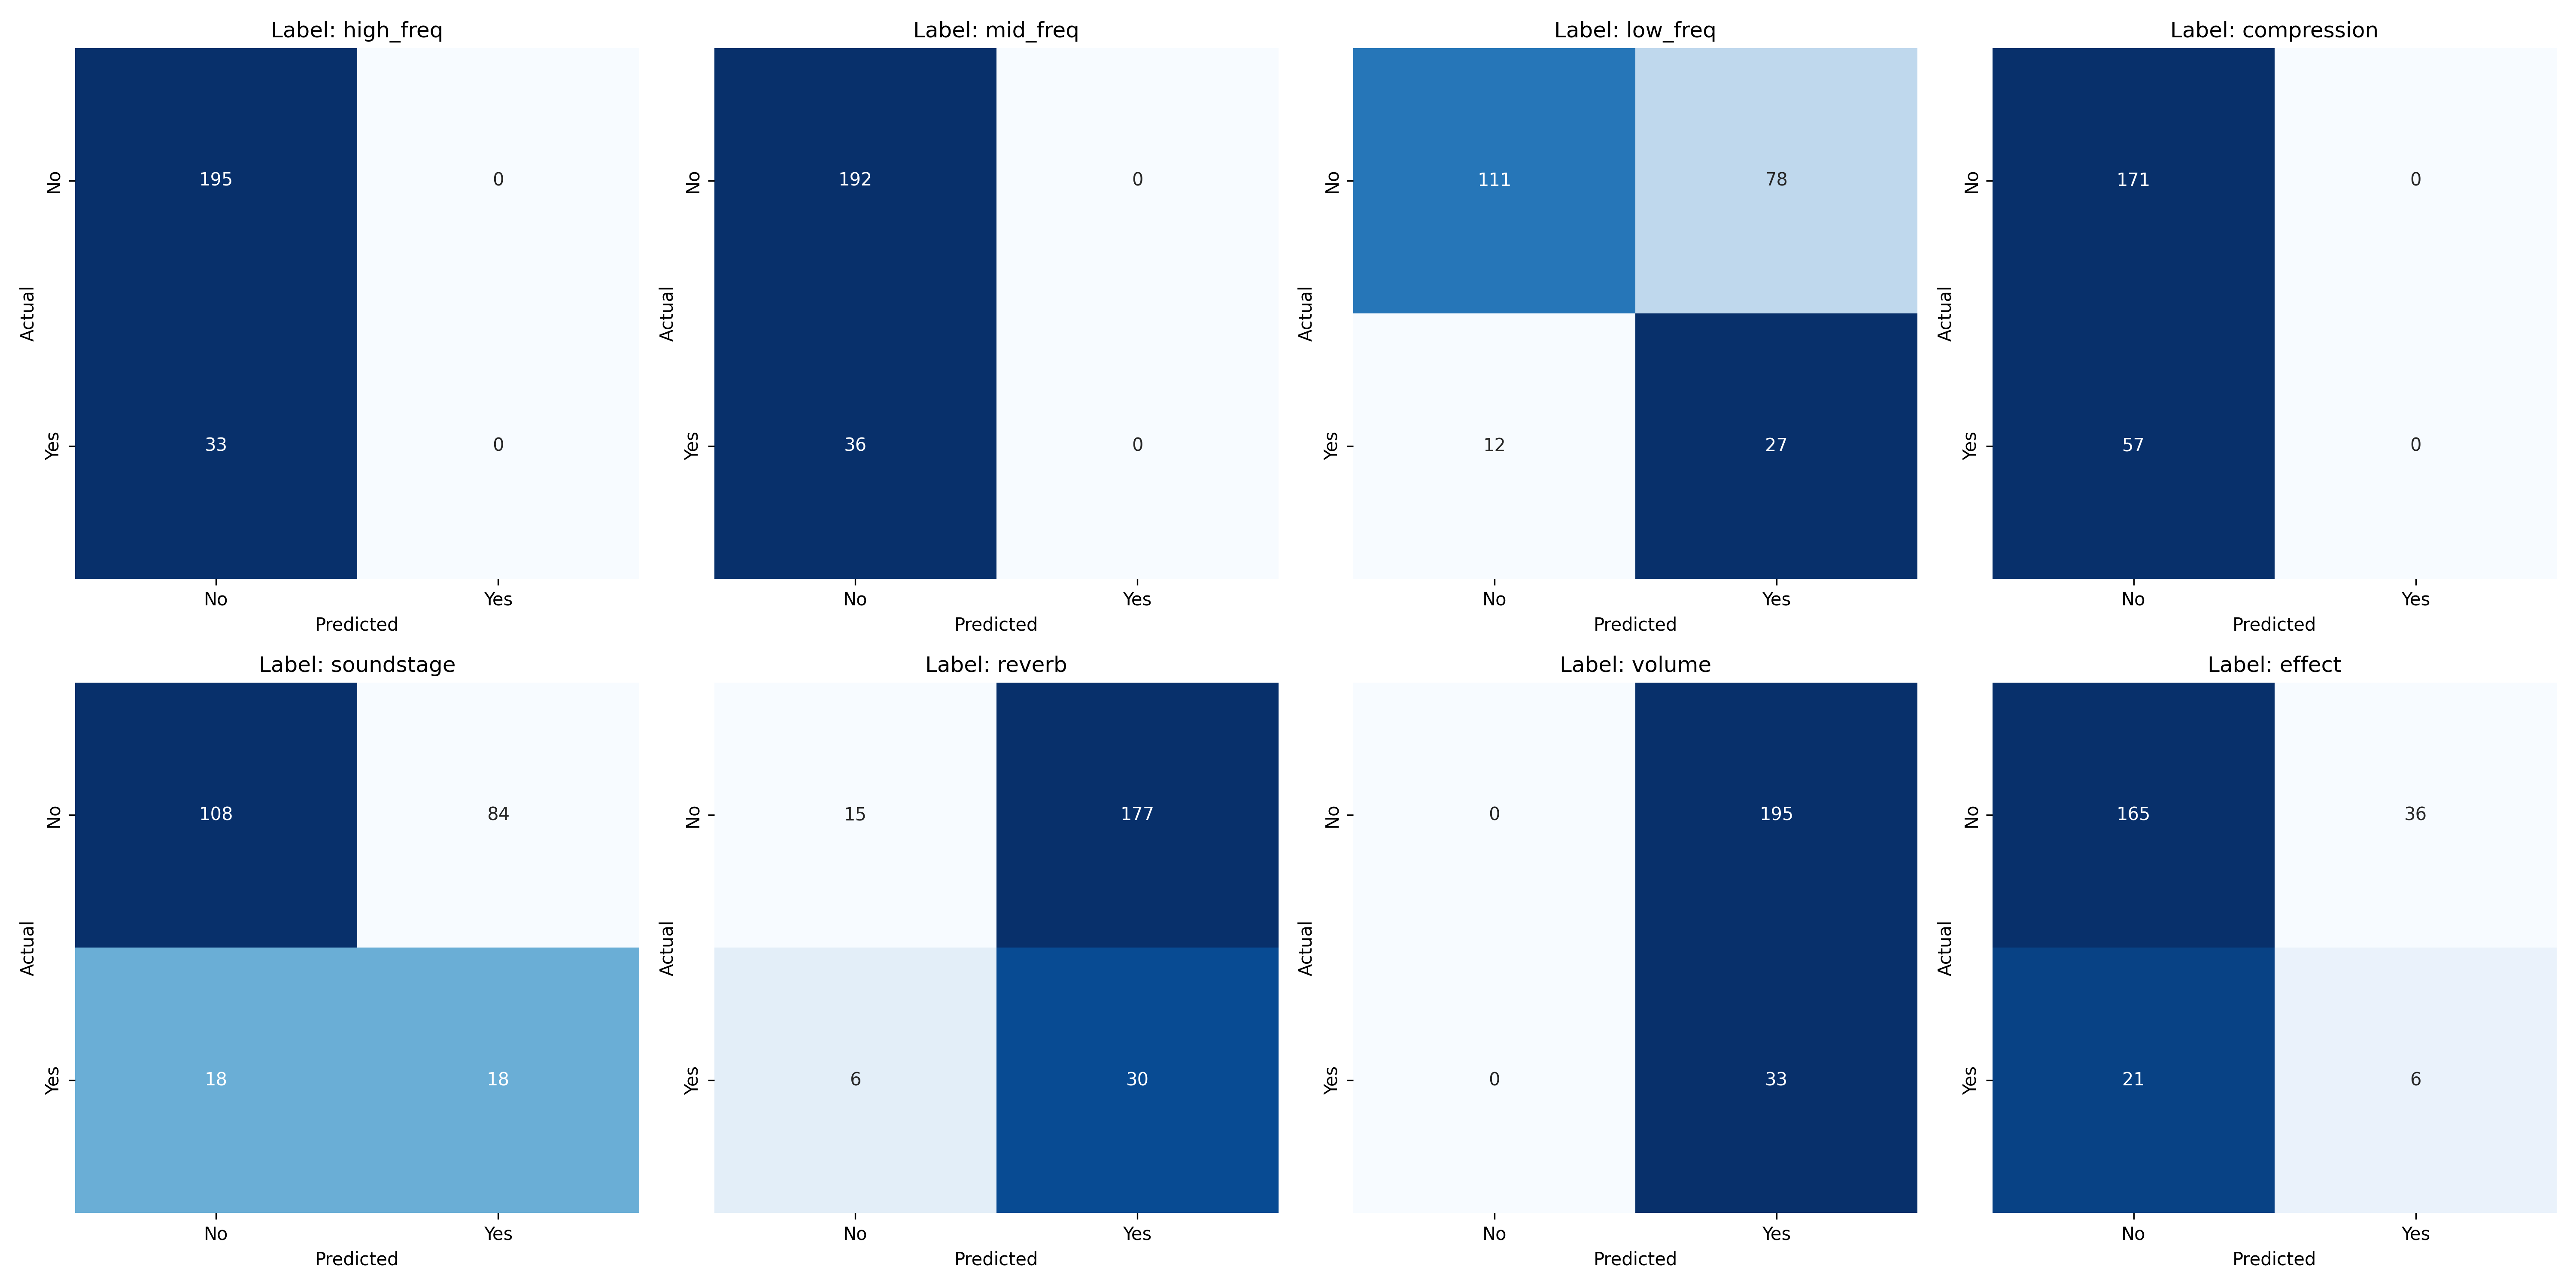 Label: high_freq
Label: mid_freq
Label: low_freq
Label: compression
No 195 0
No 192 0
No 111 78
No 171 0
Actual
Actual
Actual
Actual
Yes 33 0
Yes 36 0
Yes 12 27
Yes 57 0
No Yes
No Yes
No Yes
No Yes
Predicted
Predicted
Predicted
Predicted
Label: soundstage
Label: reverb
Label: volume
Label: effect
No 108 84
No 15 177
No 0 195
No 165 36
Actual
Actual
Actual
Actual
Yes 18 18
Yes 6 30
Yes 0 33
Yes 21 6
No Yes
No Yes
No Yes
No Yes
Predicted
Predicted
Predicted
Predicted